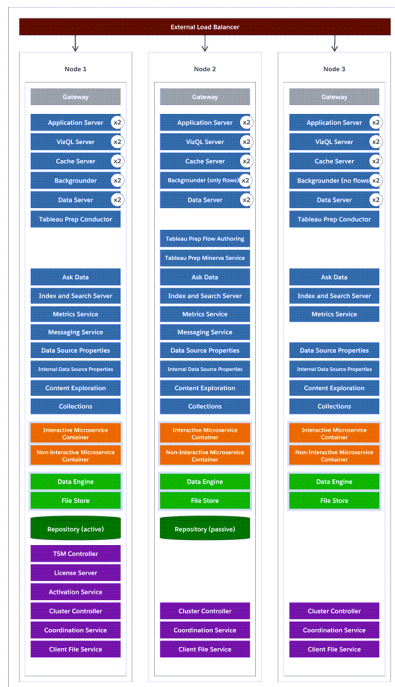 External Load Balancer
Node 1
Gateway
Application Server x2
VizQL Server x2
Cache Server x2
Backgrounder x2
Data Server x2
Tableau Prep Conductor
Ask Data
Index and Search Server
Metrics Service
Messaging Service
Data Source Properties
Internal Data Source Properties
Content Exploration
Collections
Interactive Microservice
Container
Non-Interactive Microservice
Container
Data Engine
File Store
Repository (active)
TSM Controller
License Server
Activation Service
Cluster Controller
Coordination Service
Client File Service
Node 2
Gateway
Application Server x2
VizQL Server x2
Cache Server x2
Backgrounder (only flows) x2
Data Server x2
Tableau Prep Flow Authoring
Tableau Prep Minerva Service
Ask Data
Index and Search Server
Metrics Service
Messaging Service
Data Source Properties
Internal Data Source Properties
Content Exploration
Collections
Interactive Microservice
Container
Non-Interactive Microservice
Container
Data Engine
File Store
Repository (passive)
Cluster Controller
Coordination Service
Client File Service
Node 3
Gateway
Application Server x2
VizQL Server x2
Cache Server x2
Backgrounder (no flows) x2
Data Server x2
Tableau Prep Conductor
Ask Data
Index and Search Server
Metrics Service
Data Source Properties
Internal Data Source Properties
Content Exploration
Collections
Interactive Microservice
Container
Non-Interactive Microservice
Container
Data Engine
File Store
Cluster Controller
Coordination Service
Client File Service